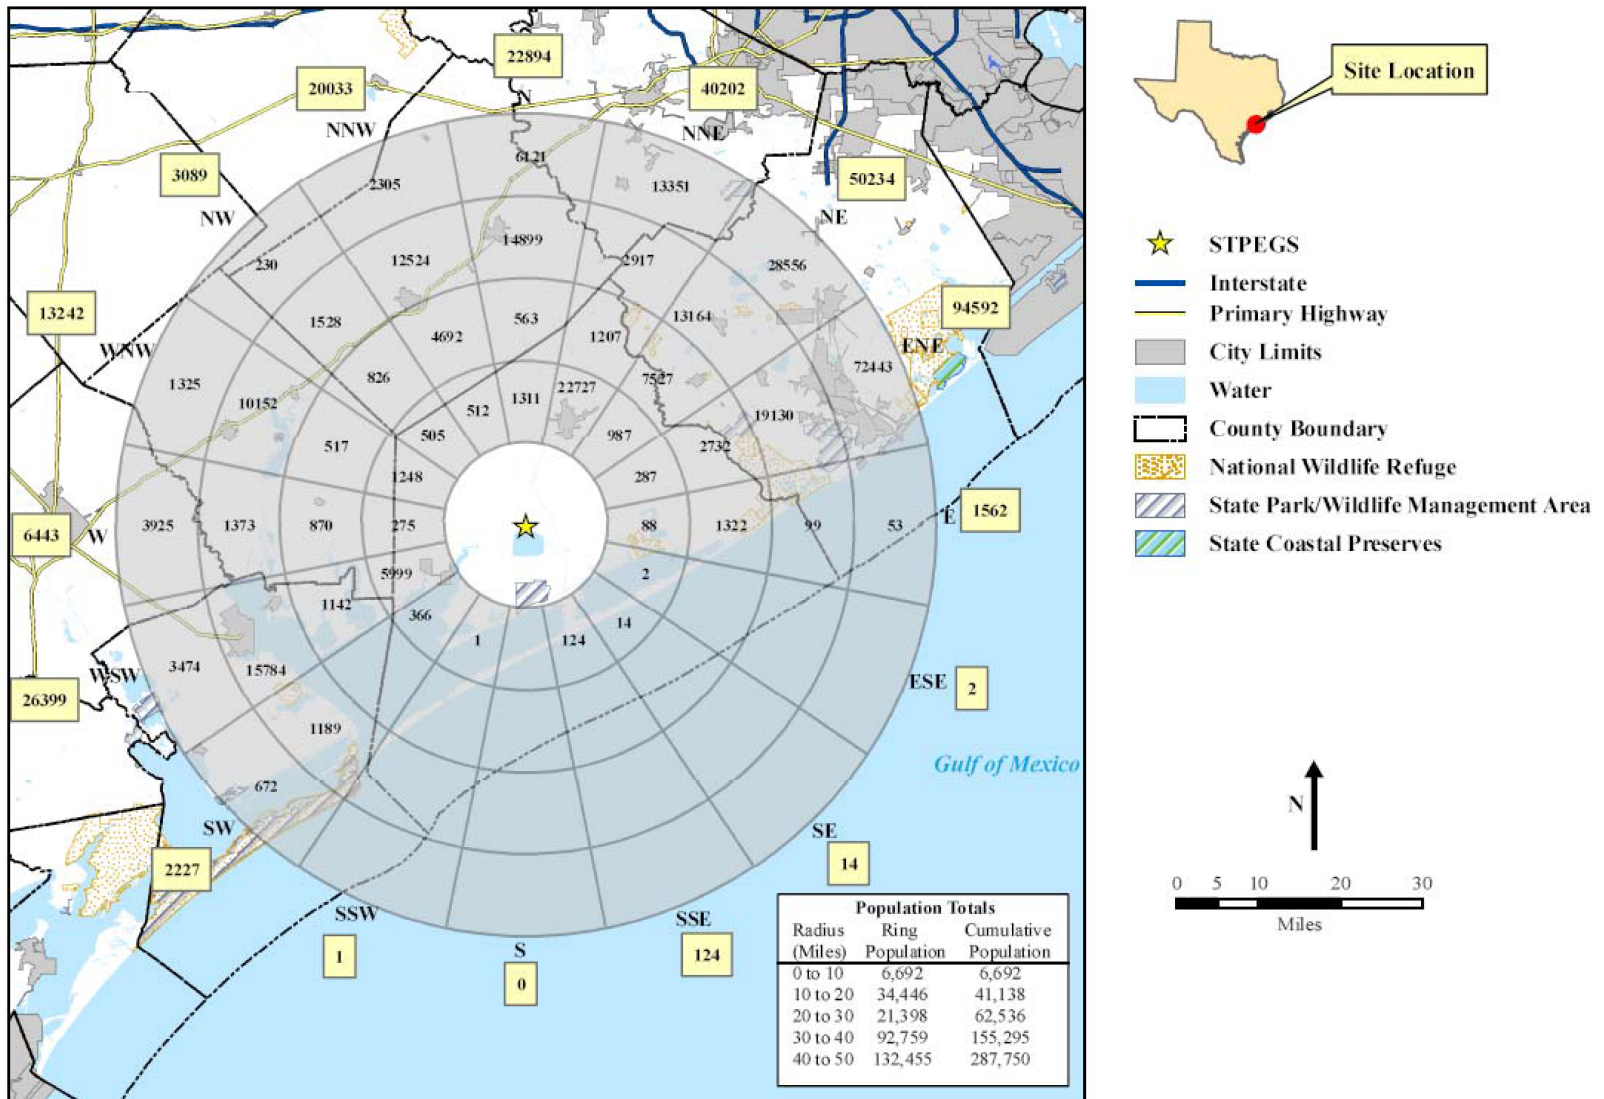 22894
20033
N
40202
NNW
NNE
6121
3089
2305
13351
50234
NW
NE
14899
12524
2917
230
28556
13242
1528
563
13164
94592
4692
1207
WNW
ENE
826
72443
1325
7527
22727
10152
512
1311
19130
517
505
987
2732
1248
287
6443
W
3925
1373
870
275
88
1322
99
53
E
1562
5999
2
1142
366
1
124
14
3474
15784
WSW
ESE
2
26399
1189
Gulf of Mexico
672
SW
SE
14
2227
SSW
SSE
1
S
124
0
Population Totals
Radius Ring Cumulative
(Miles) Population Population
0 to 10 6,692 6,692
10 to 20 34,446 41,138
20 to 30 21,398 62,536
30 to 40 92,759 155,295
40 to 50 132,455 287,750
Site Location
STPEGS
Interstate
Primary Highway
City Limits
Water
County Boundary
National Wildlife Refuge
State Park/Wildlife Management Area
State Coastal Preserves
N
0 5 10 20 30
Miles